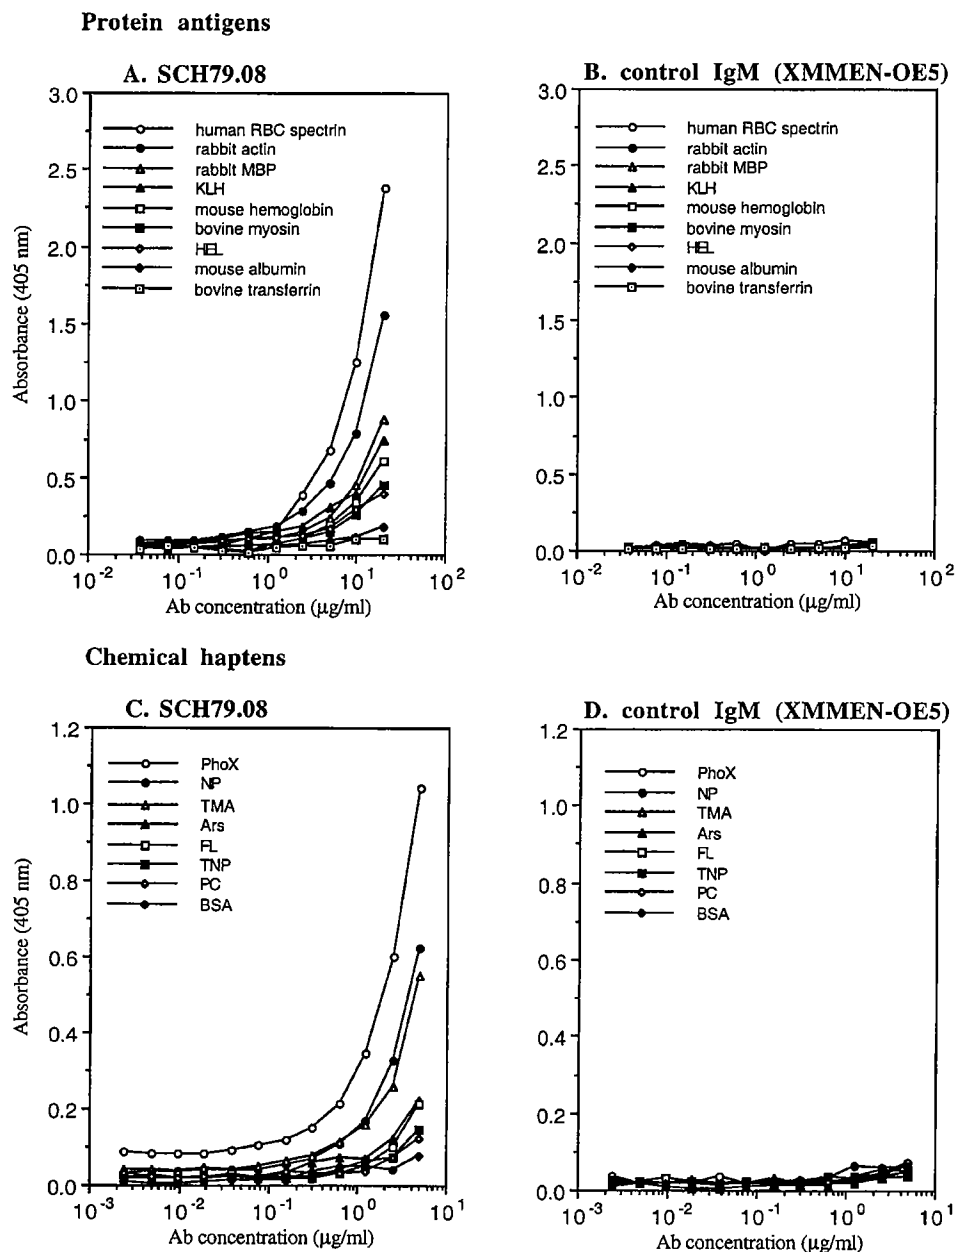 Protein antigens
A. SCH79.08
Absorbance (405 nm)
3.0
2.5
2.0
1.5
1.0
0.5
0.0
human RBC spectrin
rabbit actin
rabbit MBP
KLH
mouse hemoglobin
bovine myosin
HEL
mouse albumin
bovine transferrin
10-2 10-1 100 101 102
Ab concentration (µg/ml)
B. control IgM (XMMEN-OE5)
3.0
2.5
2.0
1.5
1.0
0.5
0.0
human RBC spectrin
rabbit actin
rabbit MBP
KLH
mouse hemoglobin
bovine myosin
HEL
mouse albumin
bovine transferrin
10-2 10-1 100 101 102
Ab concentration (µg/ml)
Chemical haptens
C. SCH79.08
Absorbance (405 nm)
1.2
1.0
0.8
0.6
0.4
0.2
0.0
PhoX
NP
TMA
Ars
FL
TNP
PC
BSA
10-3 10-2 10-1 100 101
Ab concentration (µg/ml)
D. control IgM (XMMEN-OE5)
1.2
1.0
0.8
0.6
0.4
0.2
0.0
PhoX
NP
TMA
Ars
FL
TNP
PC
BSA
10-3 10-2 10-1 100 101
Ab concentration (µg/ml)